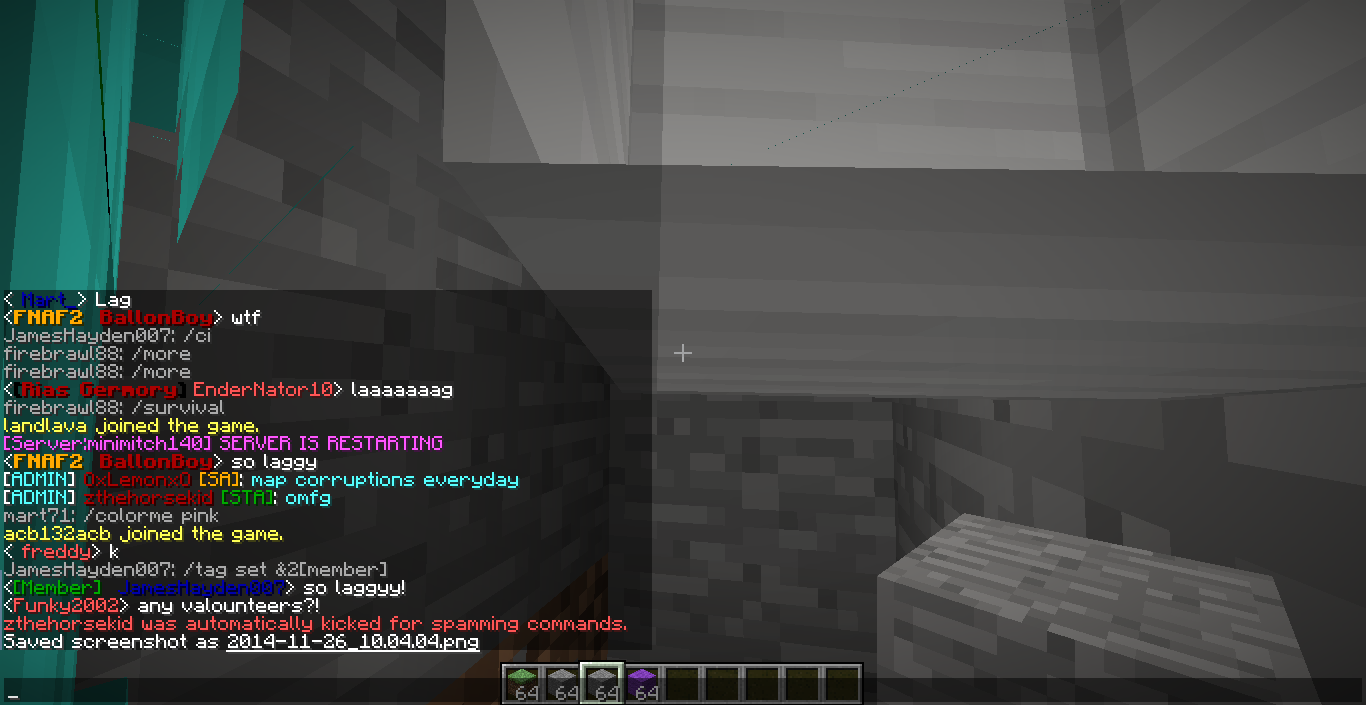 < Mart_> Lag
<FNAF2 BallonBoy> wtf
JamesHayden007: /ci
firebrawl88: /more
firebrawl88: /more
<[Rias Germory] EnderNator10> laaaaaaag
firebrawl88: /survival
landlava joined the game.
[Server:minimitch140] SERVER IS RESTARTING
<FNAF2 BallonBoy> so laggy
[ADMIN] 0xLemonx0 [SA]: map corruptions everyday
[ADMIN] zthehorsekid [STA]: omfg
mart71: /colorme pink
acb132acb joined the game.
< freddy> k
JamesHayden007: /tag set &2[member]
<[Member] JamesHayden007> so laggyy!
<Funky2002> any valounteers?!
zthehorsekid was automatically kicked for spamming commands.
Saved screenshot as 2014-11-26_10.04.04.png
_
64 64 64 64